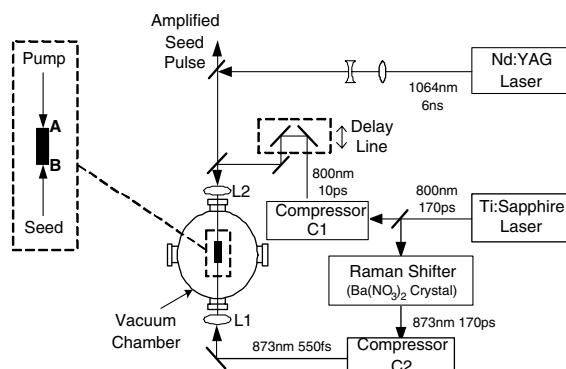 Amplified
Seed
Pulse
Pump
A
B
Seed
Nd:YAG
Laser
1064nm
6ns
Delay
Line
800nm
10ps
L2
Compressor
C1
800nm
170ps
Ti:Sapphire
Laser
Raman Shifter
(Ba(NO3)2 Crystal)
Vacuum
Chamber
L1
873nm 170ps
873nm 550fs
Compressor
C2